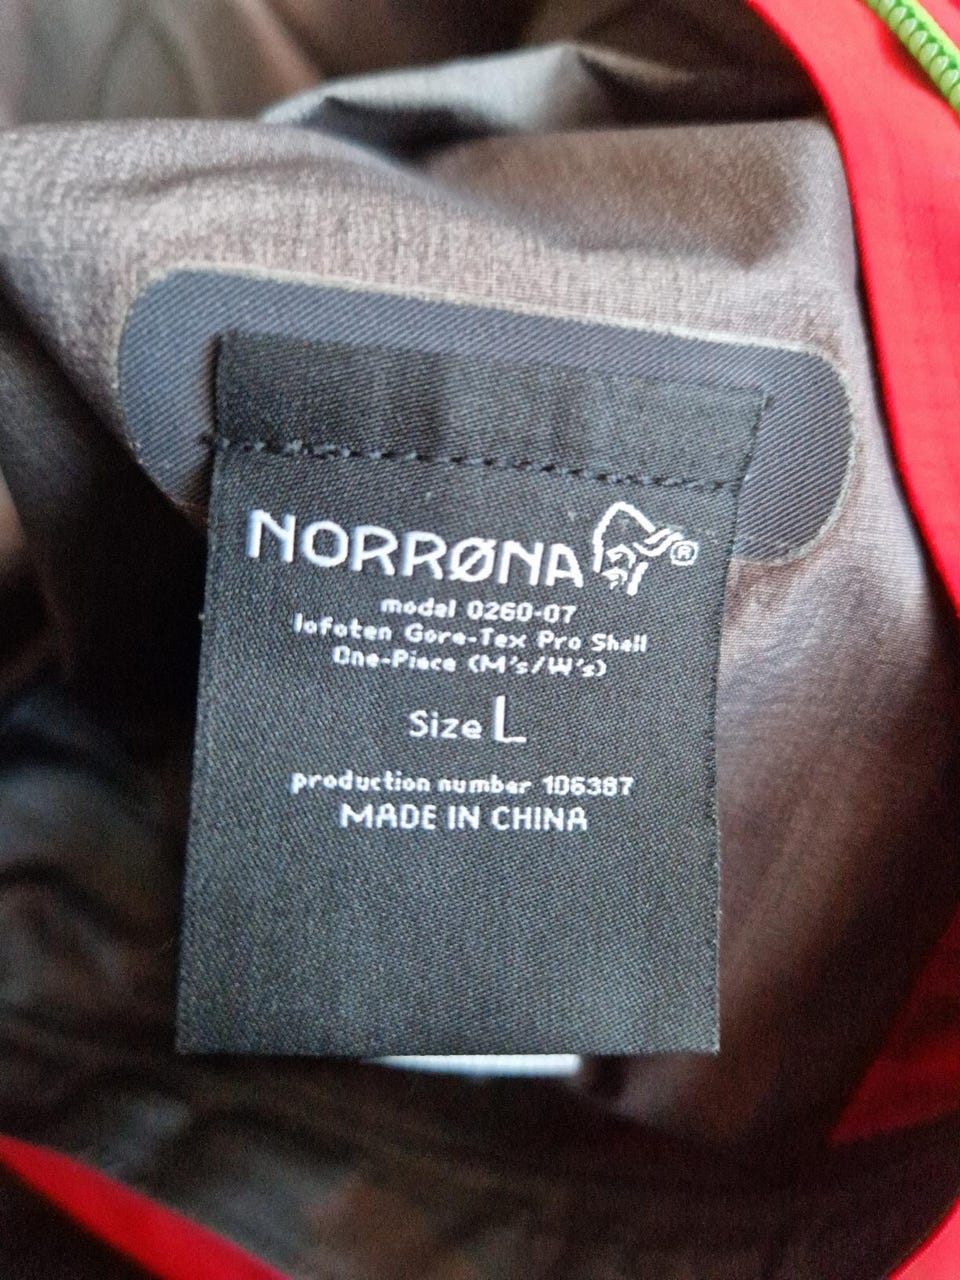 NORRØNA ®
model 0260-07
lofoten Gore-Tex Pro Shell
One-Piece (M's/W's)
Size L
production number 106387
MADE IN CHINA